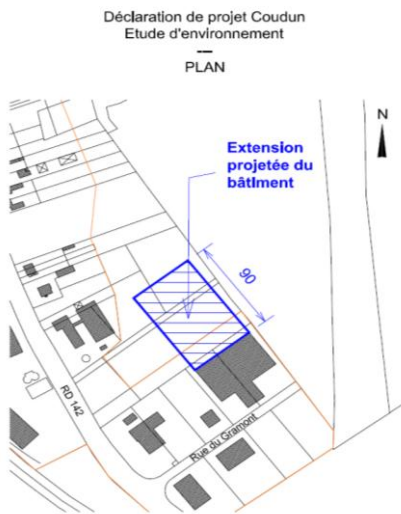 Déclaration de projet Coudun
Etude d'environnement
—
PLAN
N
Extension
projetée du
bâtiment
90
RD 142
Rue du Gramont